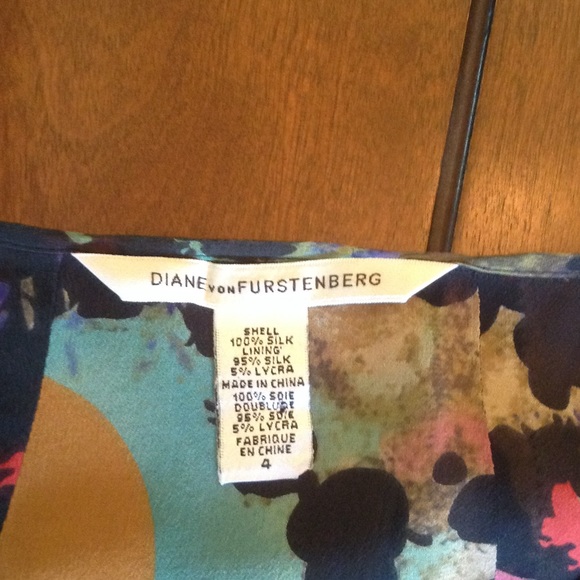 DIANE VON FURSTENBERG
SHELL
100% SILK
LINING
95% SILK
5% LYCRA
MADE IN CHINA
100% SOIE
DOUBLURE
95% SOIE
5% LYCRA
FABRIQUE
EN CHINE
4